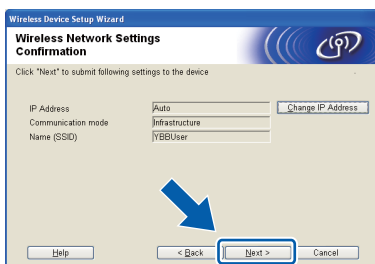 Wireless Device Setup Wizard
Wireless Network Settings
Confirmation
Click "Next" to submit following settings to the device
IP Address Auto Change IP Address
Communication mode Infrastructure
Name (SSID) YBBUser
Help < Back Next > Cancel